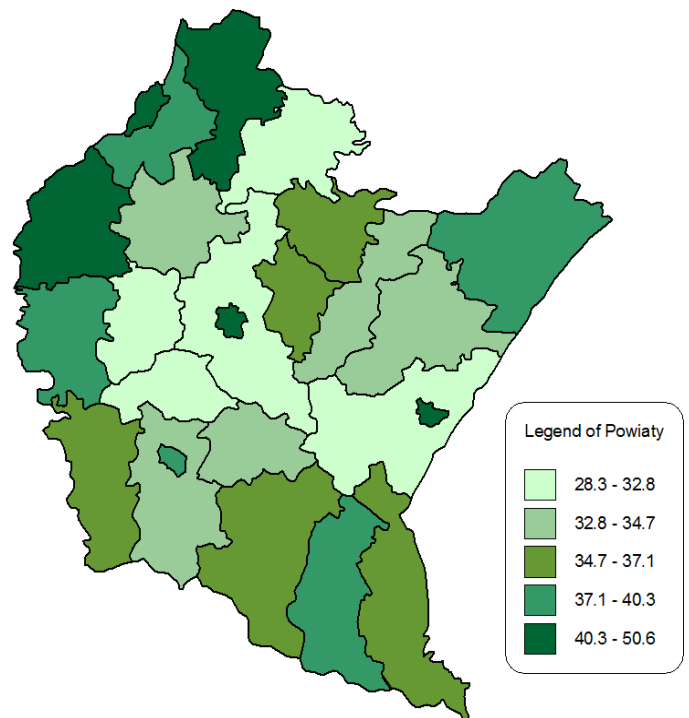 Legend of Powiaty
28.3 - 32.8
32.8 - 34.7
34.7 - 37.1
37.1 - 40.3
40.3 - 50.6